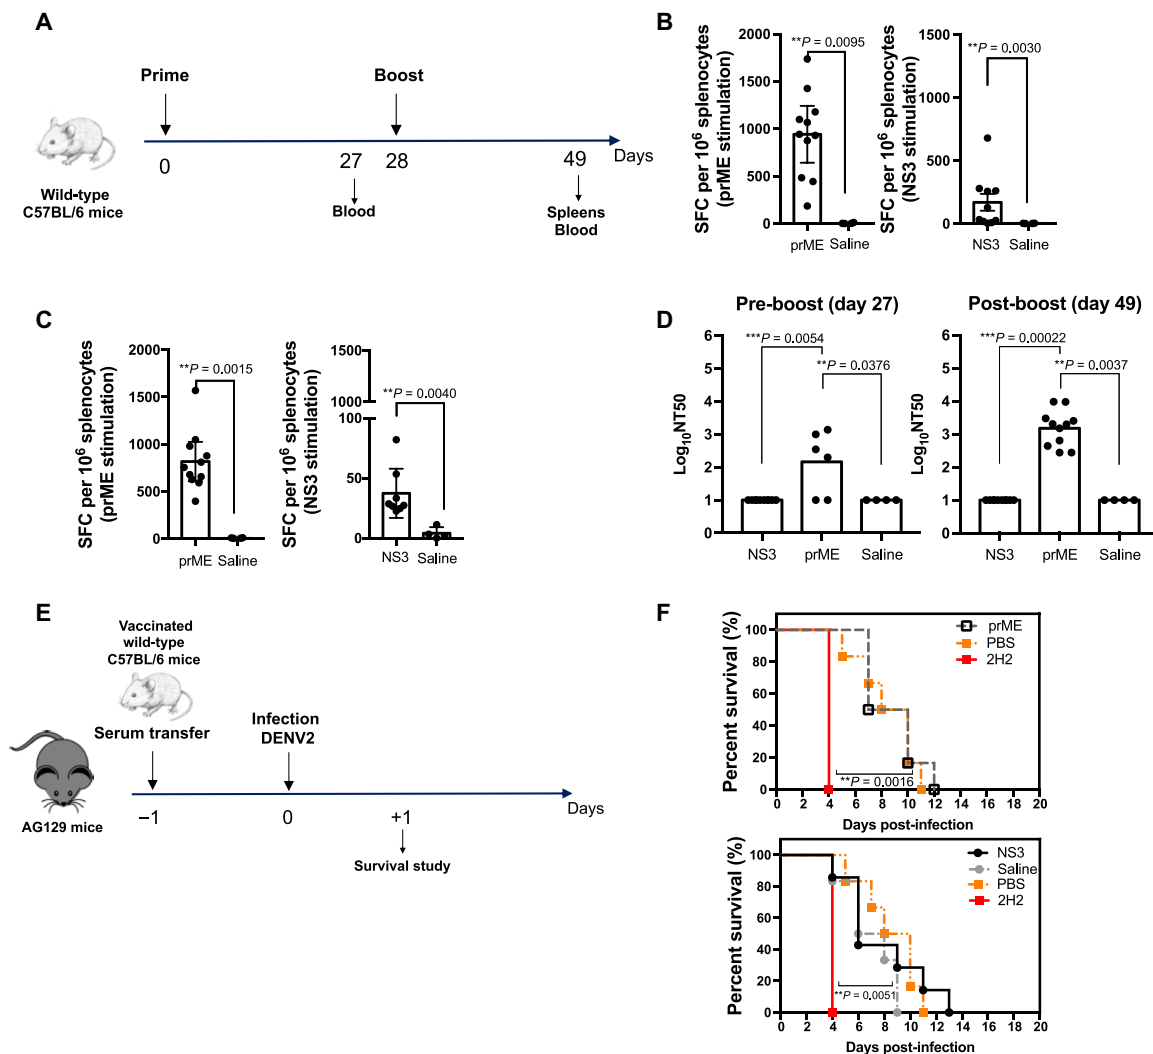 A
Prime
Boost
0
27
28
49
Days
Wild-type
C57BL/6 mice
Blood
Spleens
Blood
B
SFC per 10⁶ splenocytes
(prME stimulation)
2000
1500
1000
500
0
**P = 0.0095
prME Saline
SFC per 10⁶ splenocytes
(NS3 stimulation)
1500
1000
500
0
**P = 0.0030
NS3 Saline
C
SFC per 10⁶ splenocytes
(prME stimulation)
2000
1500
1000
500
0
**P = 0.0015
prME Saline
SFC per 10⁶ splenocytes
(NS3 stimulation)
1500
1000
100
50
0
**P = 0.0040
NS3 Saline
D
Pre-boost (day 27)
Log₁₀NT50
6
5
4
3
2
1
0
***P = 0.0054
**P = 0.0376
NS3 prME Saline
Post-boost (day 49)
Log₁₀NT50
6
5
4
3
2
1
0
***P = 0.00022
**P = 0.0037
NS3 prME Saline
E
Vaccinated
wild-type
C57BL/6 mice
Serum transfer
Infection
DENV2
AG129 mice
−1
0
+1
Days
Survival study
F
Percent survival (%)
100
80
60
40
20
0
prME
PBS
2H2
**P = 0.0016
0 2 4 6 8 10 12 14 16 18 20
Days post-infection
Percent survival (%)
100
80
60
40
20
0
NS3
Saline
PBS
2H2
**P = 0.0051
0 2 4 6 8 10 12 14 16 18 20
Days post-infection